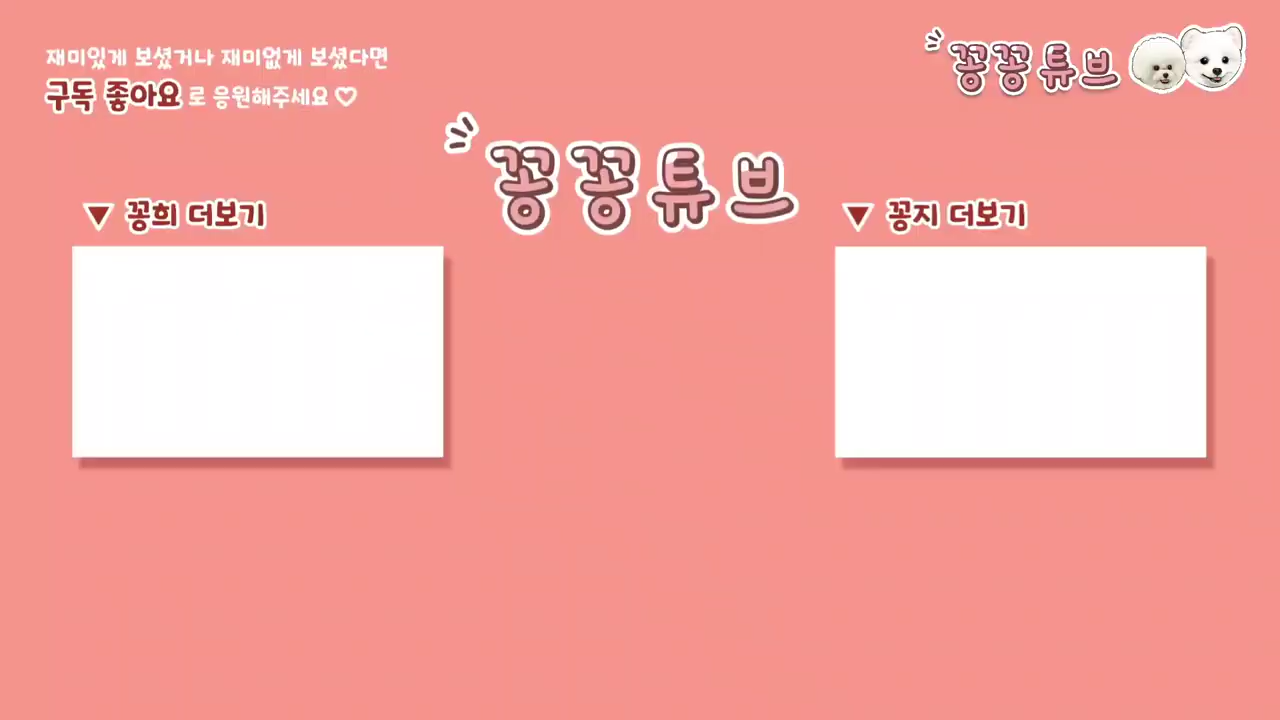 재미있게 보셨거나 재미없게 보셨다면
구독 좋아요로 응원해주세요 ♡
꽁꽁튜브
꽁꽁튜브
▼ 꽁희 더보기
▼ 꽁지 더보기